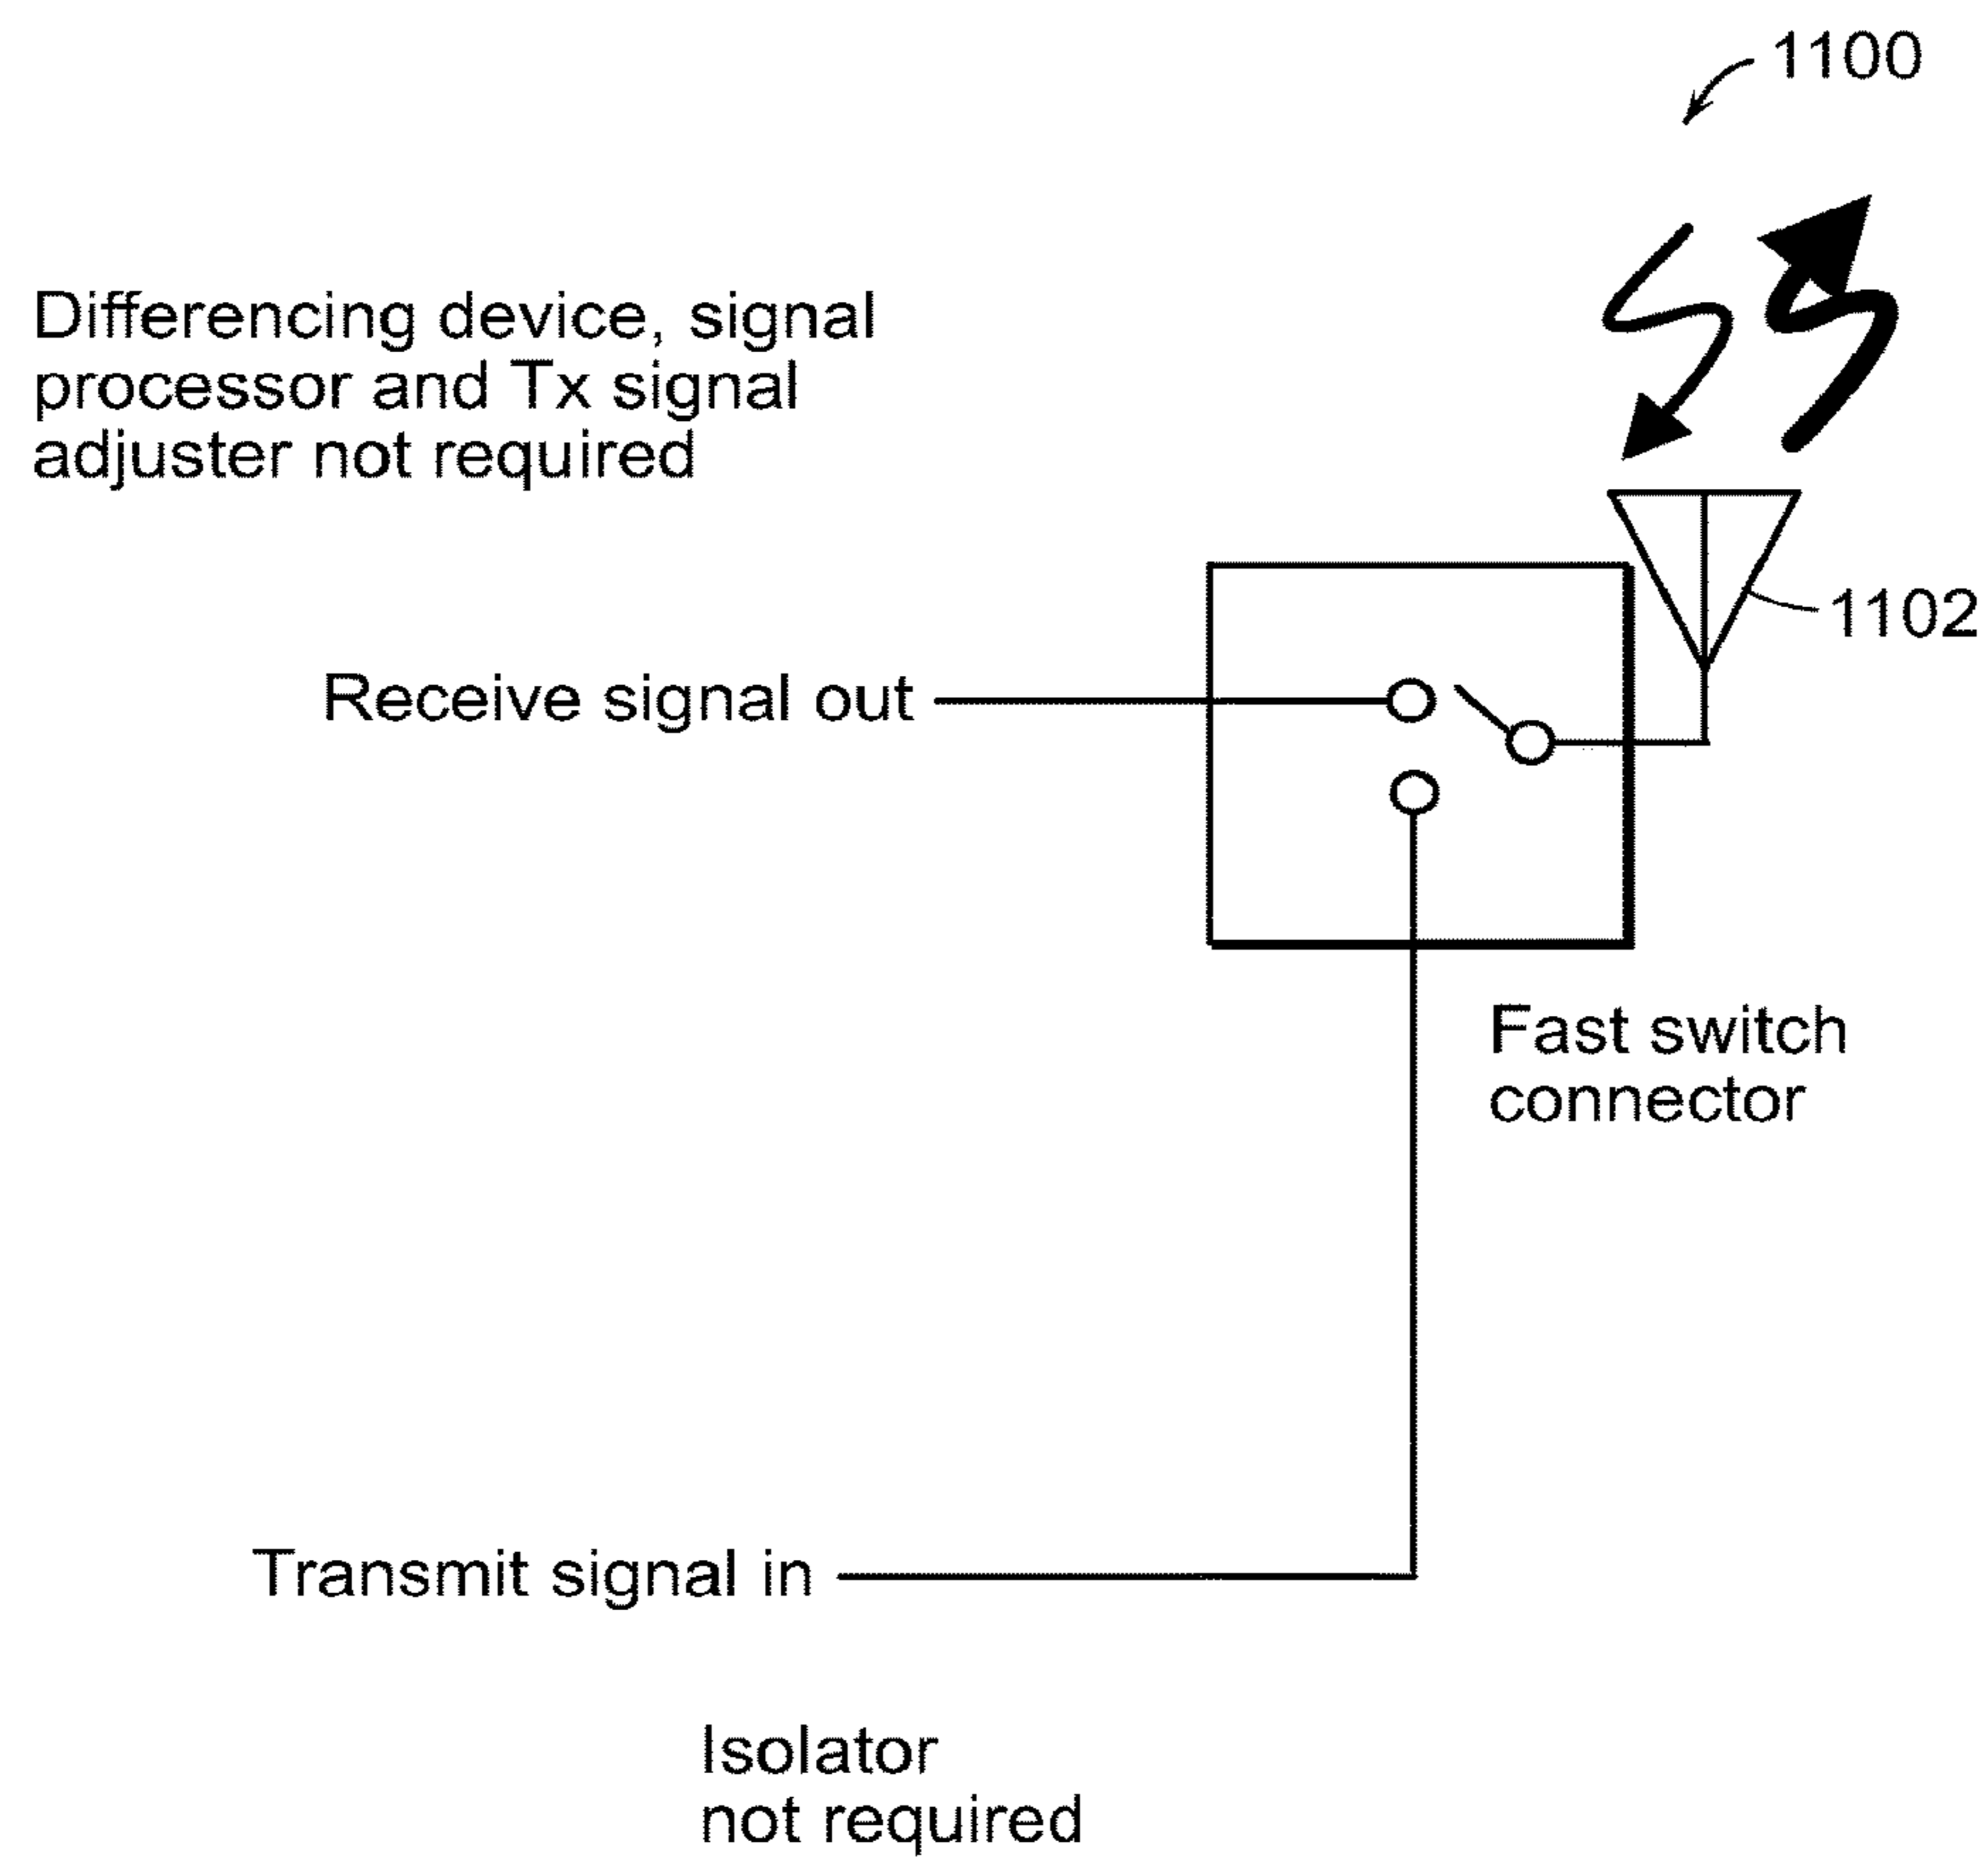 1100
Differencing device, signal
processor and Tx signal
adjuster not required
1102
Receive signal out
Fast switch
connector
Transmit signal in
Isolator
not required